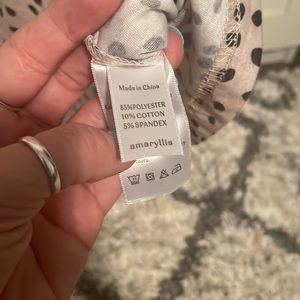 Made in China
85%POLYESTER
10% COTTON
5% SPANDEX
amaryllis